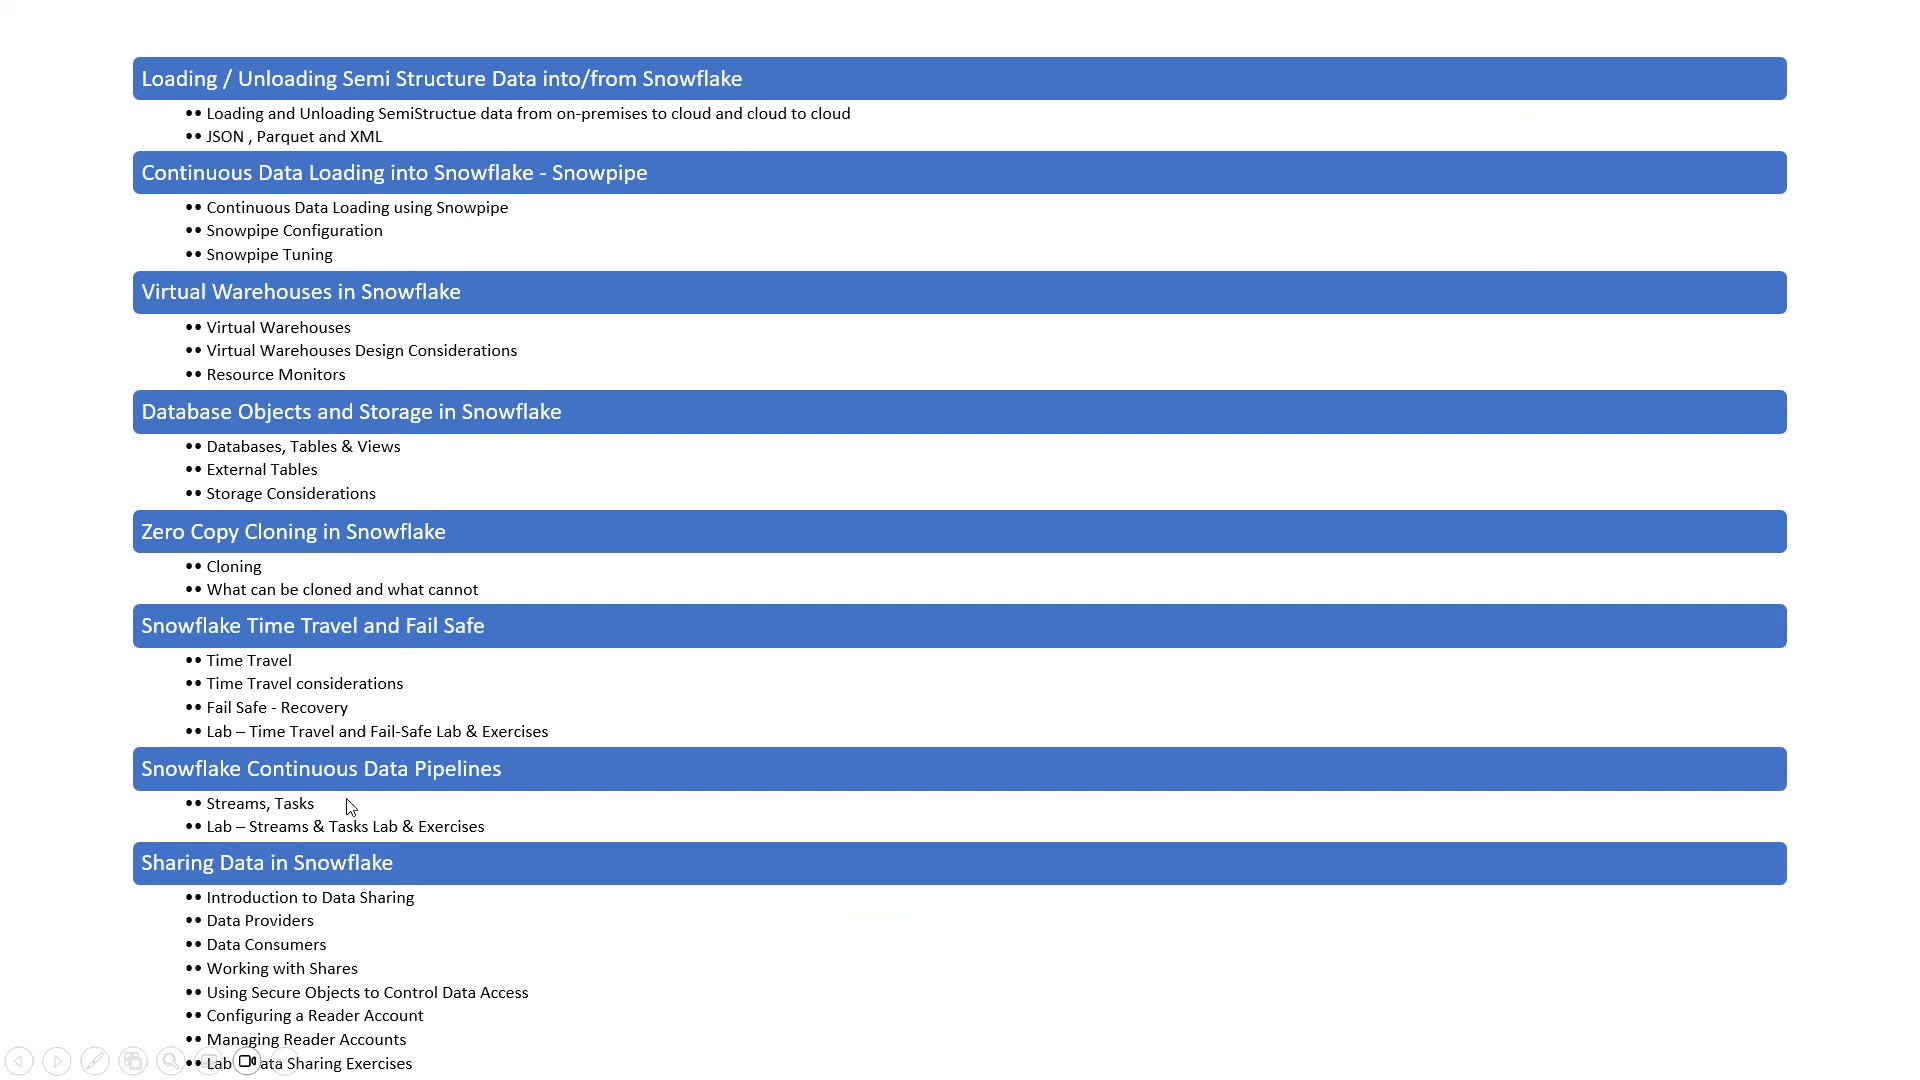 Loading / Unloading Semi Structure Data into/from Snowflake
•• Loading and Unloading SemiStructue data from on-premises to cloud and cloud to cloud
•• JSON , Parquet and XML
Continuous Data Loading into Snowflake - Snowpipe
•• Continuous Data Loading using Snowpipe
•• Snowpipe Configuration
•• Snowpipe Tuning
Virtual Warehouses in Snowflake
•• Virtual Warehouses
•• Virtual Warehouses Design Considerations
•• Resource Monitors
Database Objects and Storage in Snowflake
•• Databases, Tables & Views
•• External Tables
•• Storage Considerations
Zero Copy Cloning in Snowflake
•• Cloning
•• What can be cloned and what cannot
Snowflake Time Travel and Fail Safe
•• Time Travel
•• Time Travel considerations
•• Fail Safe - Recovery
•• Lab – Time Travel and Fail-Safe Lab & Exercises
Snowflake Continuous Data Pipelines
•• Streams, Tasks
•• Lab – Streams & Tasks Lab & Exercises
Sharing Data in Snowflake
•• Introduction to Data Sharing
•• Data Providers
•• Data Consumers
•• Working with Shares
•• Using Secure Objects to Control Data Access
•• Configuring a Reader Account
•• Managing Reader Accounts
•• Lab ata Sharing Exercises